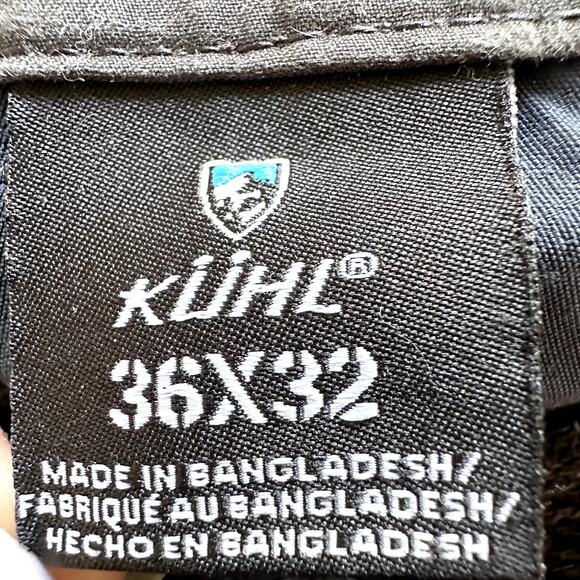 KÜHL®
36X32
MADE IN BANGLADESH/
FABRIQUÉ AU BANGLADESH/
HECHO EN BANGLADESH